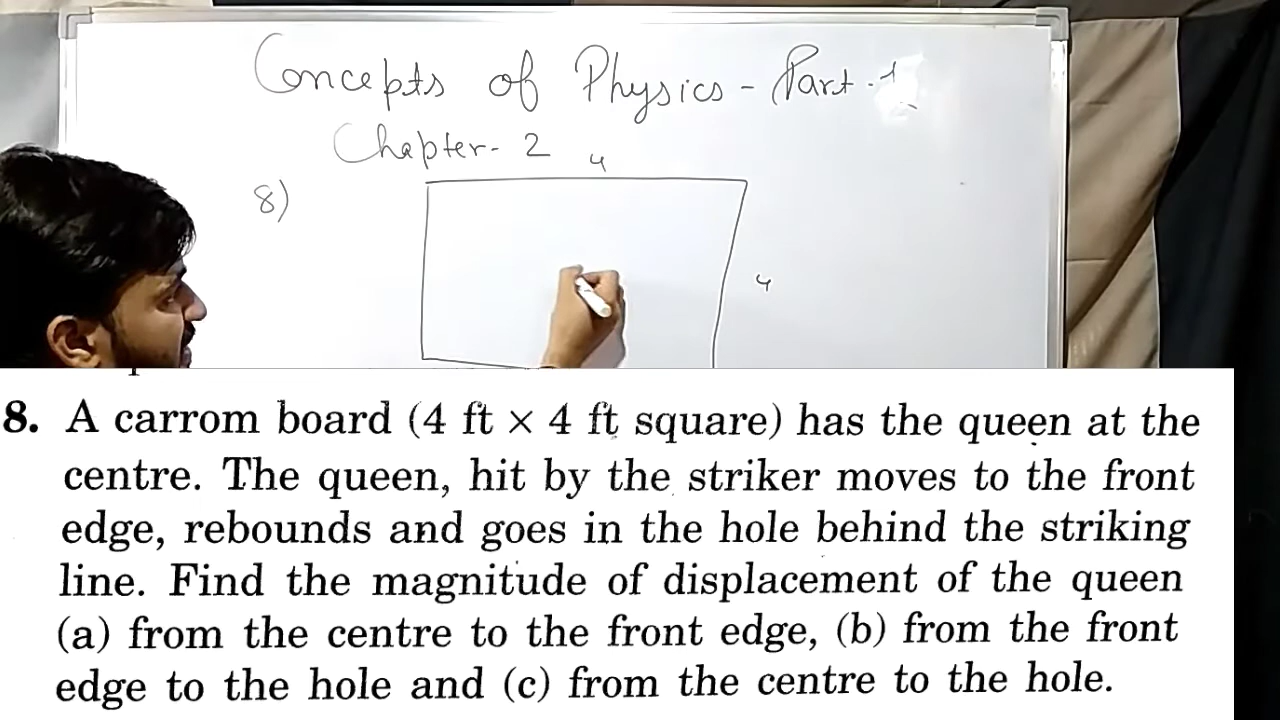 Concepts of Physics - Part - 1
Chapter - 2
4
8)
4
8. A carrom board (4 ft × 4 ft square) has the queen at the
centre. The queen, hit by the striker moves to the front
edge, rebounds and goes in the hole behind the striking
line. Find the magnitude of displacement of the queen
(a) from the centre to the front edge, (b) from the front
edge to the hole and (c) from the centre to the hole.